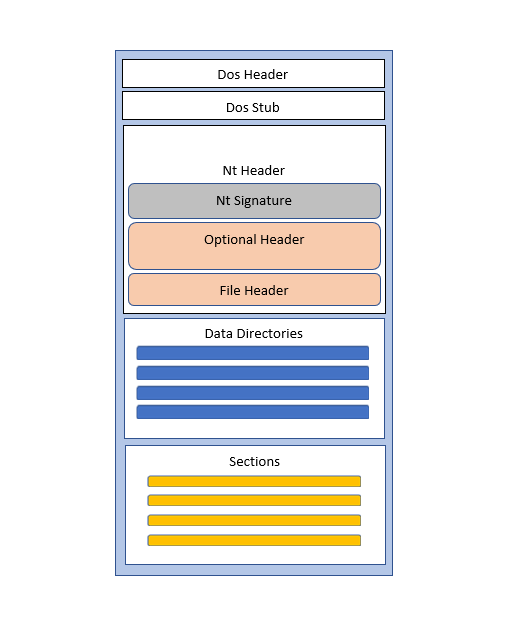 Dos Header
Dos Stub
Nt Header
Nt Signature
Optional Header
File Header
Data Directories
Sections